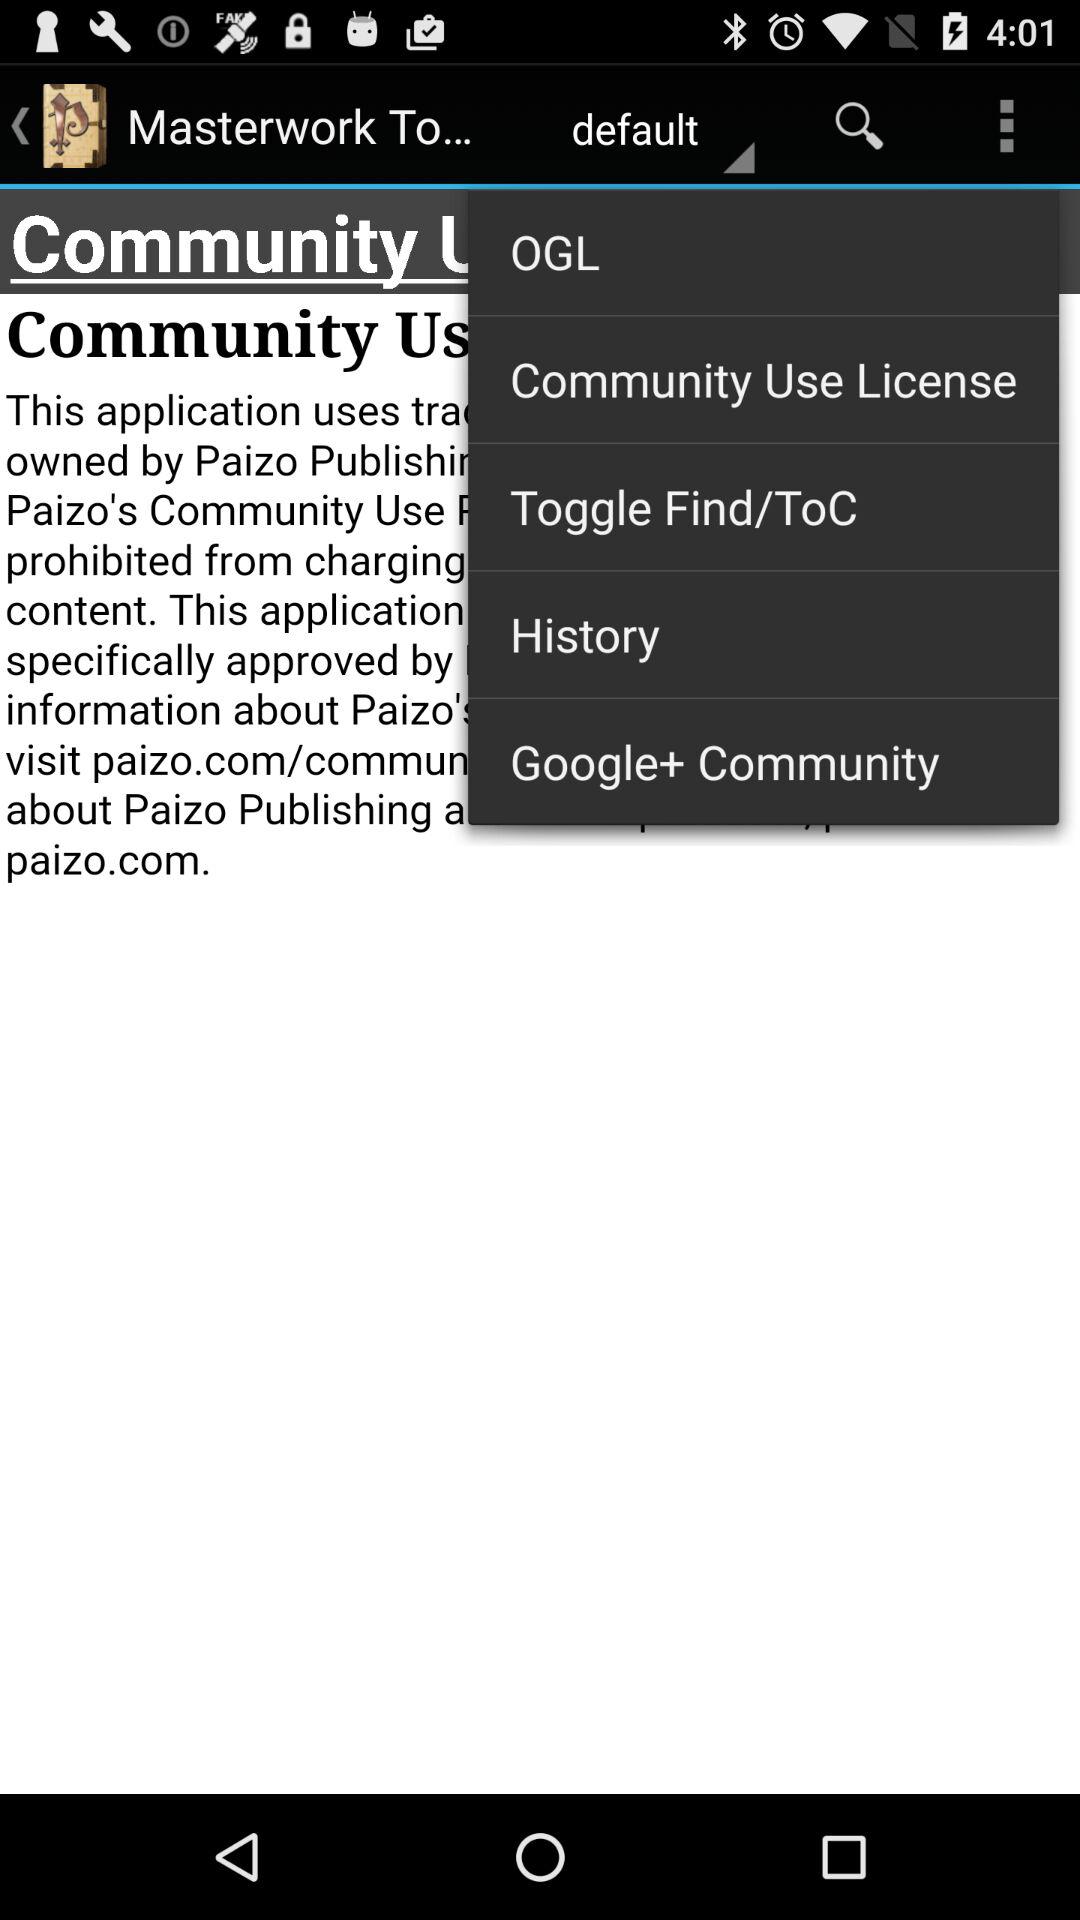 FAKE
4:01
Masterwork To...
default
Community
Community Us
OGL
Community Use License
Toggle Find/ToC
History
Google+ Community
This application uses
owned by Paizo
Paizo's Community Use
prohibited from charging
content. This application
specifically approved by
information about Paizo's
visit paizo.com/commun
about Paizo Publishing a
paizo.com.